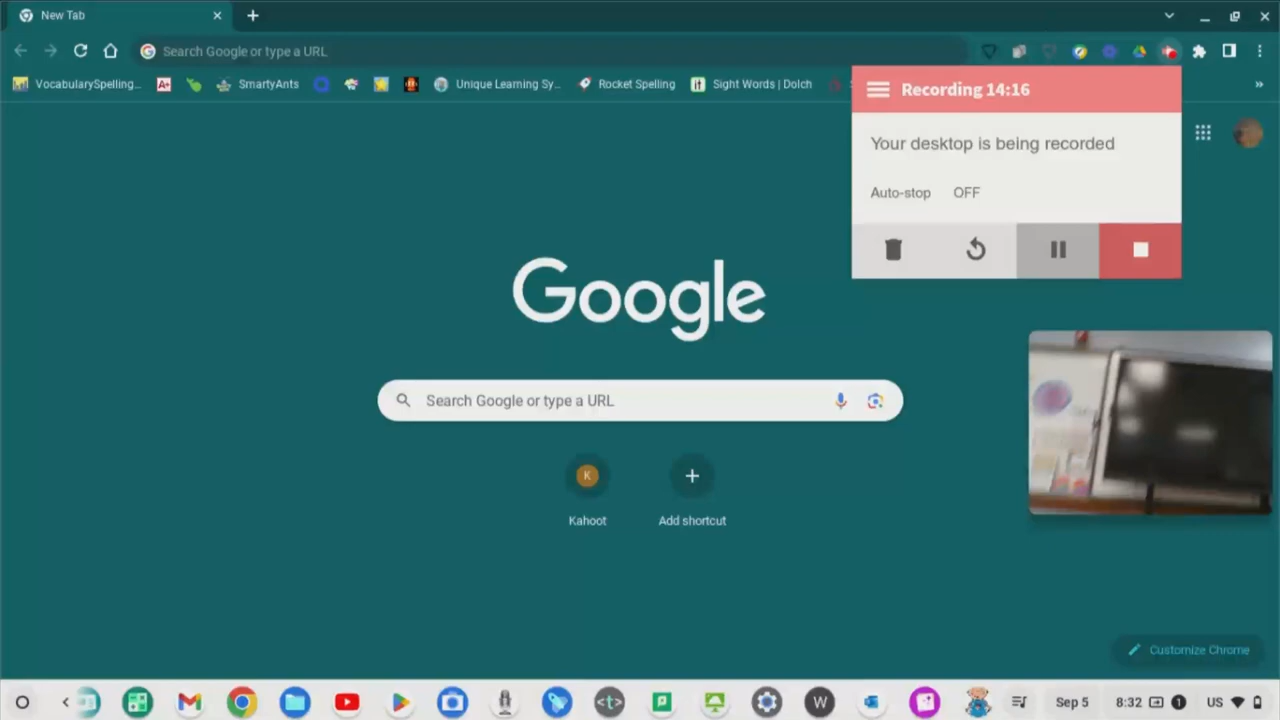 New Tab
Search Google or type a URL
VocabularySpelling...
A+
SmartyAnts
Unique Learning Sy...
Rocket Spelling
Sight Words | Dolch
»
Recording 14:16
Your desktop is being recorded
Auto-stop OFF
Google
Search Google or type a URL
K
Kahoot
Add shortcut
Customize Chrome
<t>
W
Sep 5
8:32
1
US